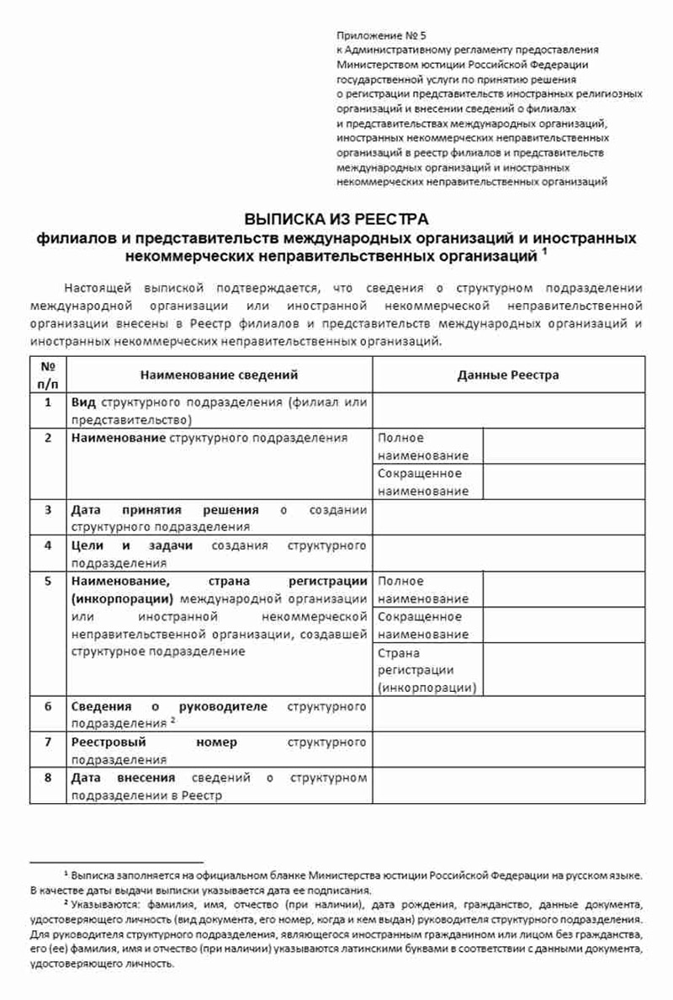 Приложение № 5
к Административному регламенту предоставления
Министерством юстиции Российской Федерации
государственной услуги по принятию решения
о регистрации представительств иностранных религиозных
организаций и внесении сведений о филиалах
и представительствах международных организаций,
иностранных некоммерческих неправительственных
организаций в реестр филиалов и представительств
международных организаций и иностранных
некоммерческих неправительственных организаций
ВЫПИСКА ИЗ РЕЕСТРА
филиалов и представительств международных организаций и иностранных
некоммерческих неправительственных организаций ¹
Настоящей выпиской подтверждается, что сведения о структурном подразделении
международной организации или иностранной некоммерческой неправительственной
организации внесены в Реестр филиалов и представительств международных организаций и
иностранных некоммерческих неправительственных организаций.
№
п/п
Наименование сведений
Данные Реестра
1
Вид структурного подразделения (филиал или
представительство)
2
Наименование структурного подразделения
Полное
наименование
Сокращенное
наименование
3
Дата принятия решения о создании
структурного подразделения
4
Цели и задачи создания структурного
подразделения
5
Наименование, страна регистрации
(инкорпорации) международной организации
или иностранной некоммерческой
неправительственной организации, создавшей
структурное подразделение
Полное
наименование
Сокращенное
наименование
Страна
регистрации
(инкорпорации)
6
Сведения о руководителе структурного
подразделения ²
7
Реестровый номер структурного
подразделения
8
Дата внесения сведений о структурном
подразделении в Реестр
¹ Выписка заполняется на официальном бланке Министерства юстиции Российской Федерации на русском языке.
В качестве даты выдачи выписки указывается дата ее подписания.
² Указываются: фамилия, имя, отчество (при наличии), дата рождения, гражданство, данные документа,
удостоверяющего личность (вид документа, его номер, когда и кем выдан) руководителя структурного подразделения.
Для руководителя структурного подразделения, являющегося иностранным гражданином или лицом без гражданства,
его (ее) фамилия, имя и отчество (при наличии) указываются латинскими буквами в соответствии с данными документа,
удостоверяющего личность.